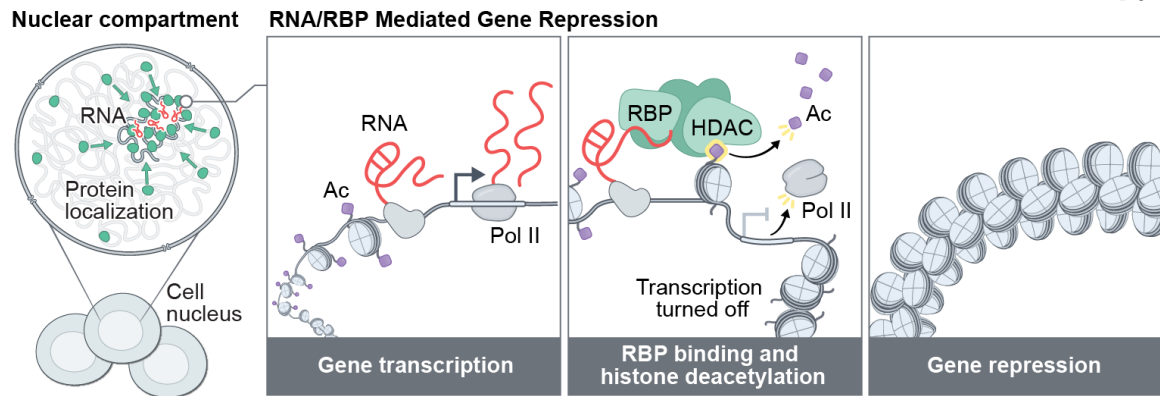 Nuclear compartment
RNA/RBP Mediated Gene Repression
RNA
Protein
localization
Cell
nucleus
RNA
Ac
Pol II
Gene transcription
RBP
HDAC
Ac
Pol II
Transcription
turned off
RBP binding and
histone deacetylation
Gene repression